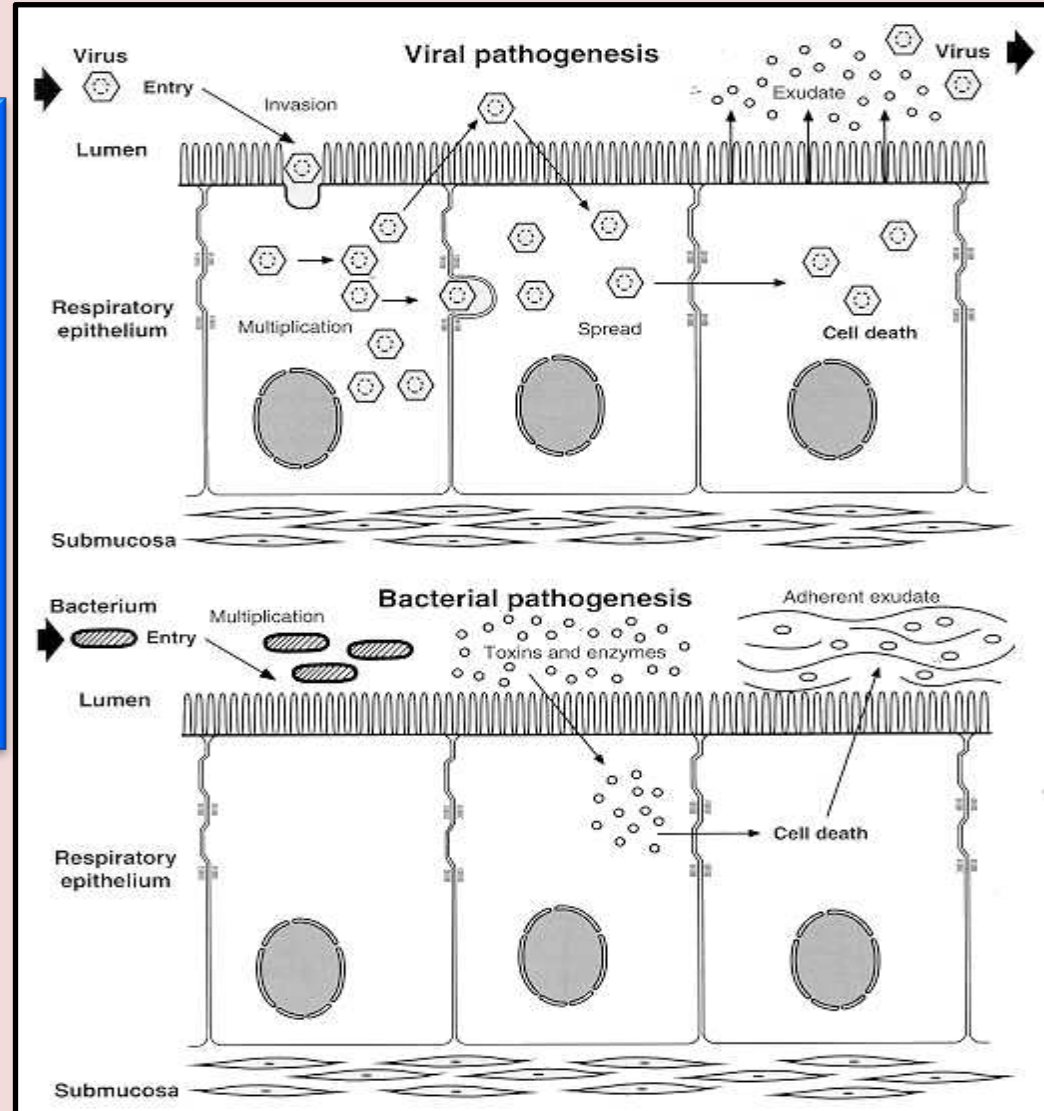 Viral pathogenesis
Virus
Entry
Invasion
Exudate
Virus
Lumen
Respiratory
epithelium
Multiplication
Spread
Cell death
Submucosa
Bacterial pathogenesis
Bacterium
Entry
Multiplication
Toxins and enzymes
Adherent exudate
Lumen
Cell death
Respiratory
epithelium
Submucosa